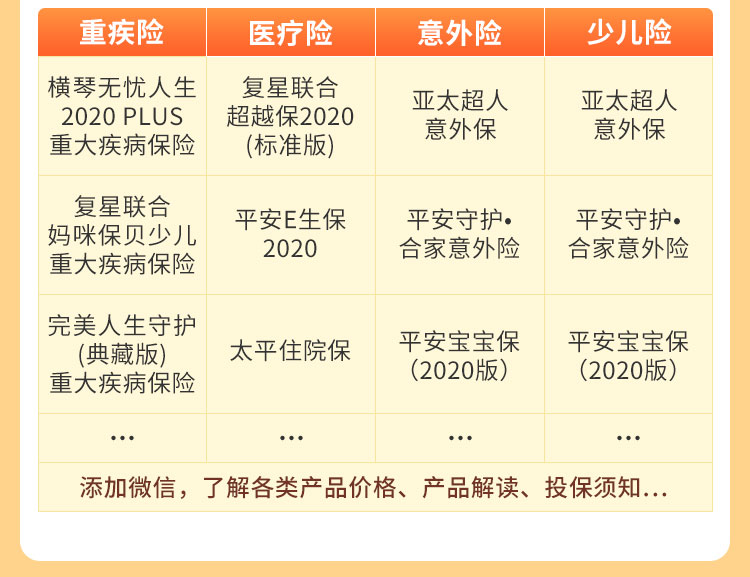 重疾险 医疗险 意外险 少儿险
横琴无忧人生
2020 PLUS
重大疾病保险
复星联合
超越保2020
(标准版)
亚太超人
意外保
亚太超人
意外保
复星联合
妈咪保贝少儿
重大疾病保险
平安E生保
2020
平安守护•
合家意外险
平安守护•
合家意外险
完美人生守护
(典藏版)
重大疾病保险
太平住院保
平安宝宝保
（2020版）
平安宝宝保
（2020版）
... ... ... ...
添加微信，了解各类产品价格、产品解读、投保须知...